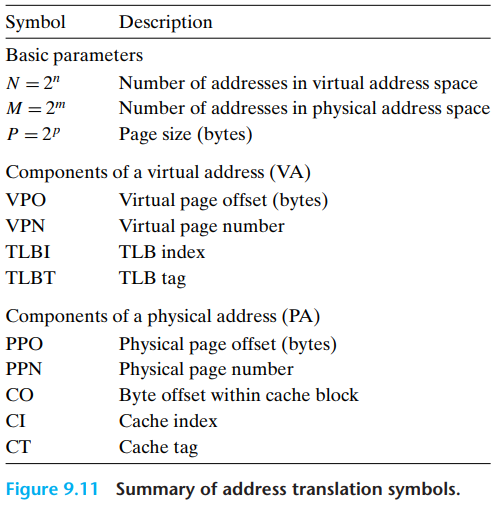 Symbol Description
Basic parameters
N = 2ⁿ Number of addresses in virtual address space
M = 2ᵐ Number of addresses in physical address space
P = 2ᵖ Page size (bytes)
Components of a virtual address (VA)
VPO Virtual page offset (bytes)
VPN Virtual page number
TLBI TLB index
TLBT TLB tag
Components of a physical address (PA)
PPO Physical page offset (bytes)
PPN Physical page number
CO Byte offset within cache block
CI Cache index
CT Cache tag
Figure 9.11 Summary of address translation symbols.